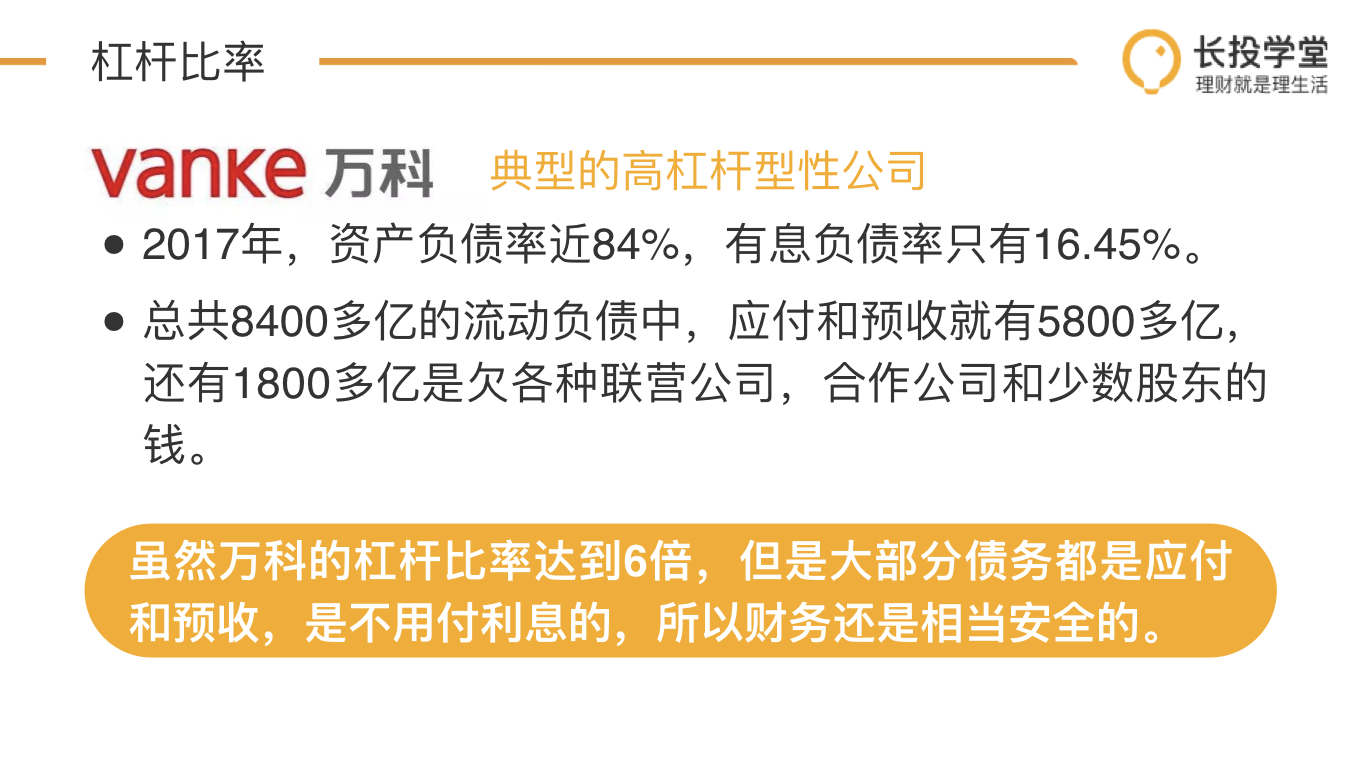 杠杆比率
长投学堂
理财就是理生活
vanke 万科
典型的高杠杆型性公司
● 2017年，资产负债率近84%，有息负债率只有16.45%。
● 总共8400多亿的流动负债中，应付和预收就有5800多亿，
还有1800多亿是欠各种联营公司，合作公司和少数股东的
钱。
虽然万科的杠杆比率达到6倍，但是大部分债务都是应付
和预收，是不用付利息的，所以财务还是相当安全的。